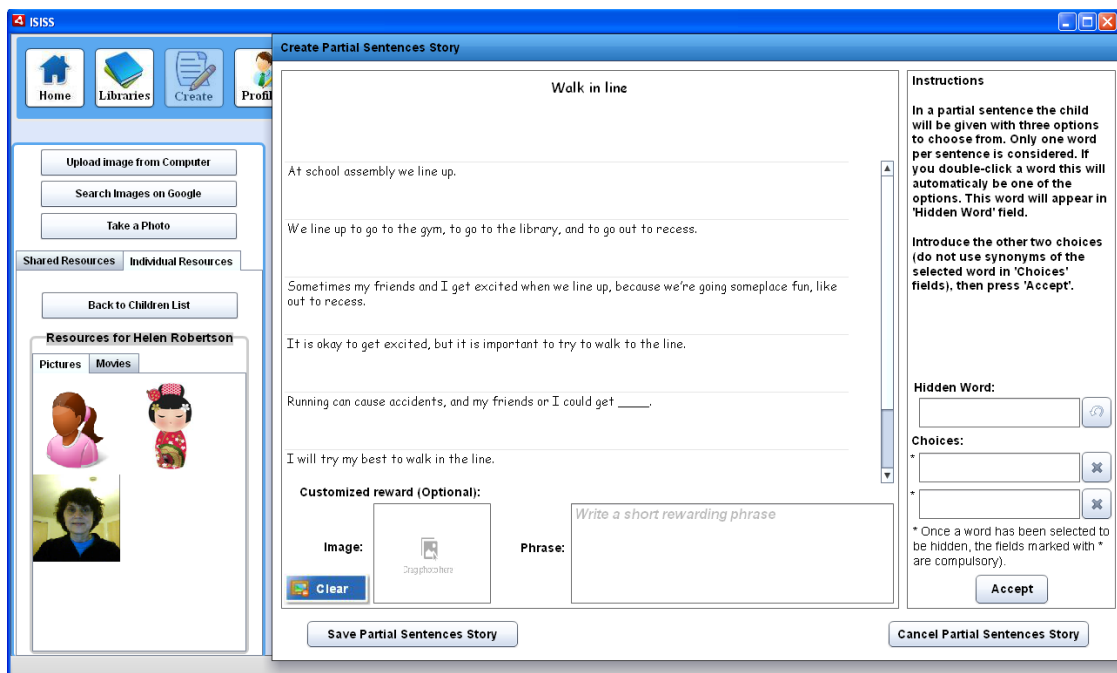 ISISS
Home
Libraries
Create
Profil
Upload image from Computer
Search Images on Google
Take a Photo
Shared Resources
Individual Resources
Back to Children List
Resources for Helen Robertson
Pictures
Movies
Create Partial Sentences Story
Walk in line
At school assembly we line up.
We line up to go to the gym, to go to the library, and to go out to recess.
Sometimes my friends and I get excited when we line up, because we're going someplace fun, like
out to recess.
It is okay to get excited, but it is important to try to walk to the line.
Running can cause accidents, and my friends or I could get _____.
I will try my best to walk in the line.
Customized reward (Optional):
Image:
Drag photo here
Clear
Phrase:
Write a short rewarding phrase
Save Partial Sentences Story
Cancel Partial Sentences Story
Instructions
In a partial sentence the child
will be given with three options
to choose from. Only one word
per sentence is considered. If
you double-click a word this will
automaticaly be one of the
options. This word will appear in
'Hidden Word' field.
Introduce the other two choices
(do not use synonyms of the
selected word in 'Choices'
fields), then press 'Accept'.
Hidden Word:
Choices:
*
*
* Once a word has been selected to
be hidden, the fields marked with *
are compulsory).
Accept